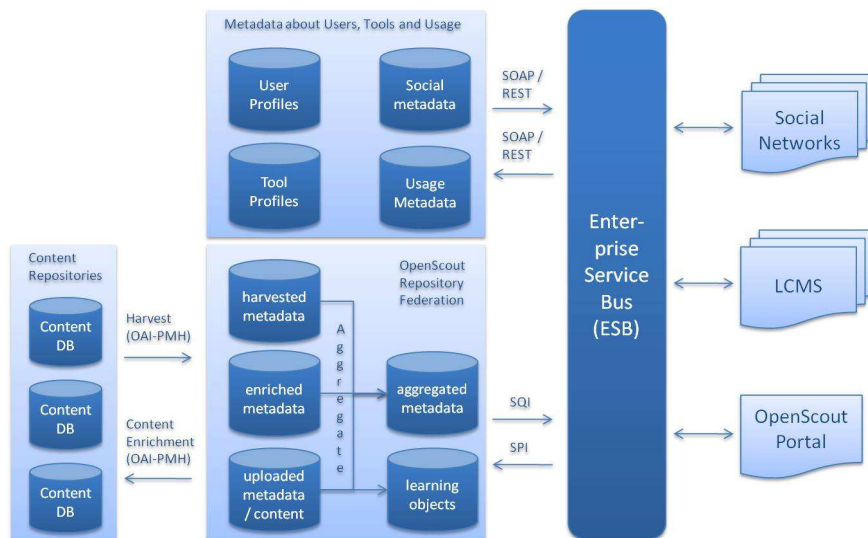 Metadata about Users, Tools and Usage
User
Profiles
Social
metadata
Tool
Profiles
Usage
Metadata
SOAP /
REST
SOAP /
REST
Enter-
prise
Service
Bus
(ESB)
Social
Networks
LCMS
OpenScout
Portal
Content
Repositories
Content
DB
Content
DB
Content
DB
Harvest
(OAI-PMH)
Content
Enrichment
(OAI-PMH)
OpenScout
Repository
Federation
harvested
metadata
enriched
metadata
uploaded
metadata
/ content
Aggregate
aggregated
metadata
learning
objects
SQI
SPI